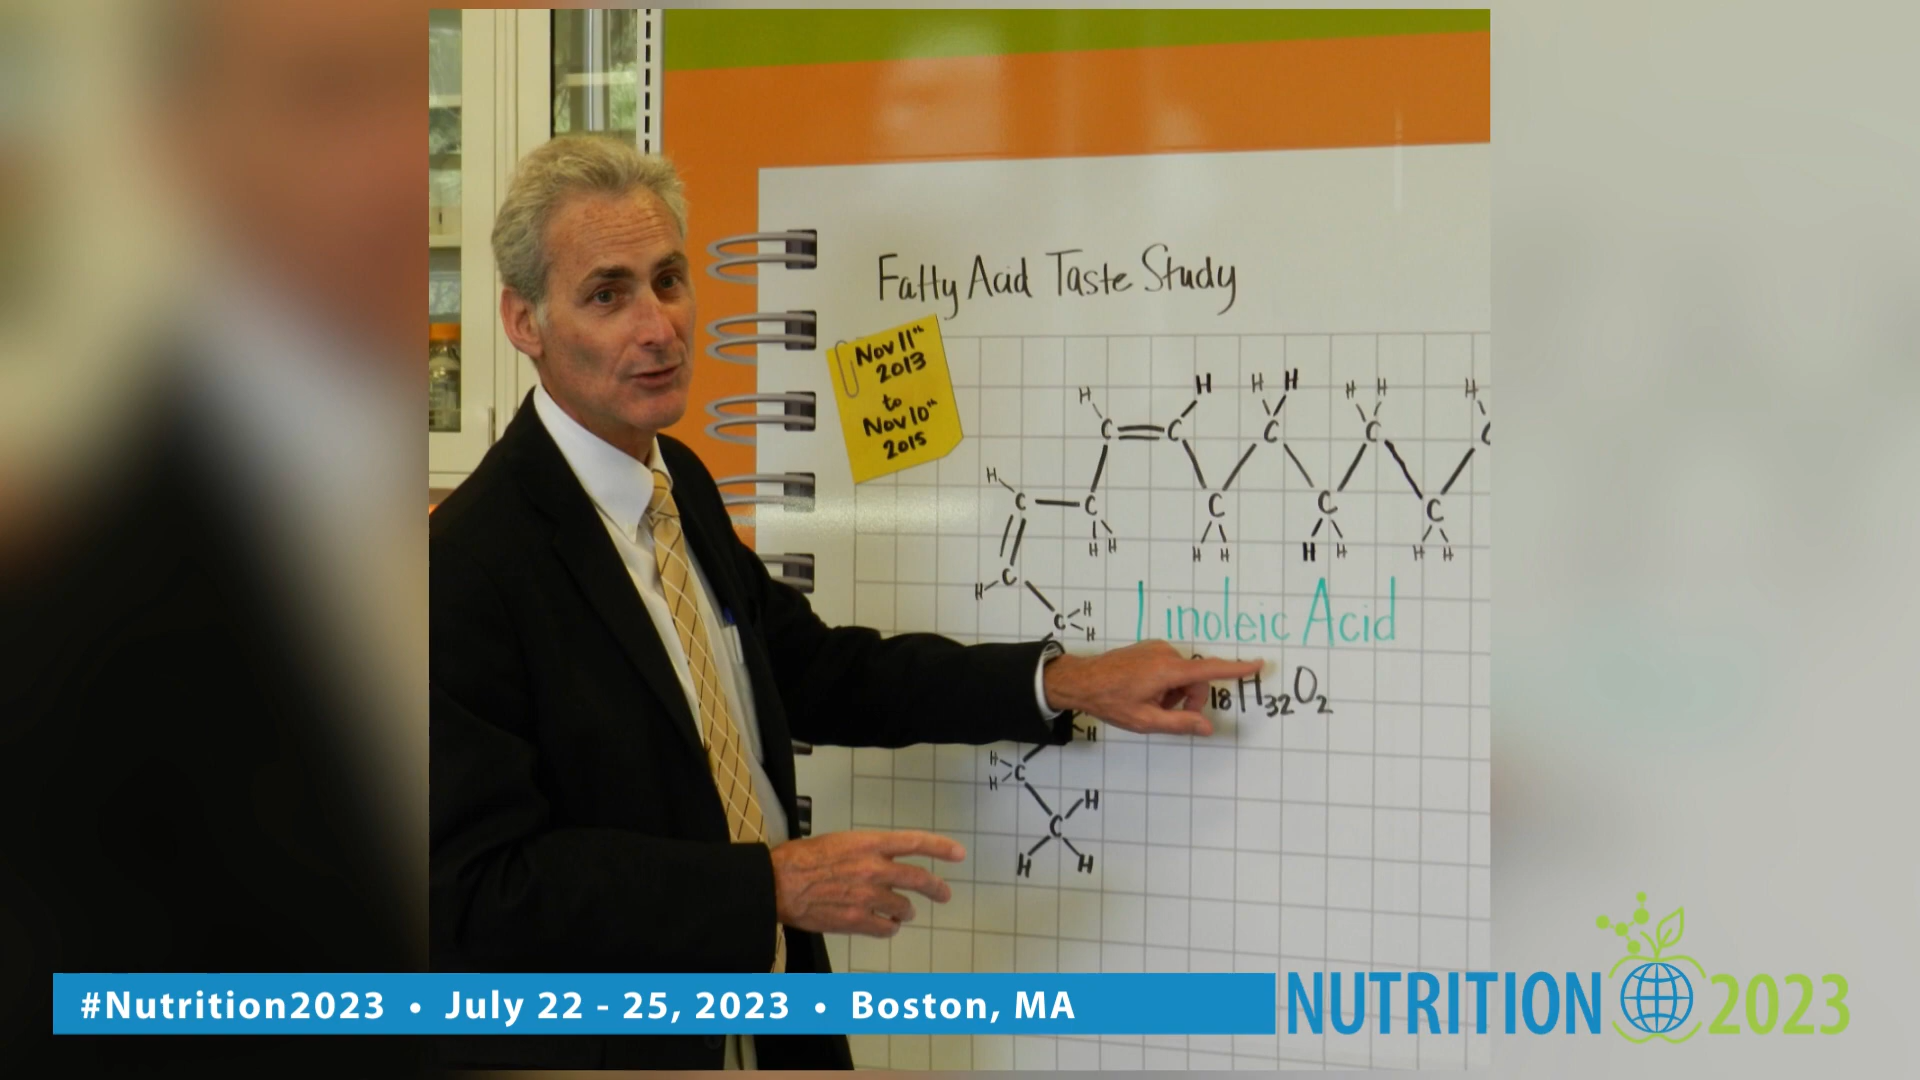 Fatty Acid Taste Study
Nov 11th
2013
to
Nov 10th
2015
H H H H H H H
C C C C C
H C C C C C
H H H H H H H H
H C
C H
H
Linoleic Acid
18H32O2
H
H C
H
H
C
H H
#Nutrition2023 • July 22 - 25, 2023 • Boston, MA
NUTRITION 2023